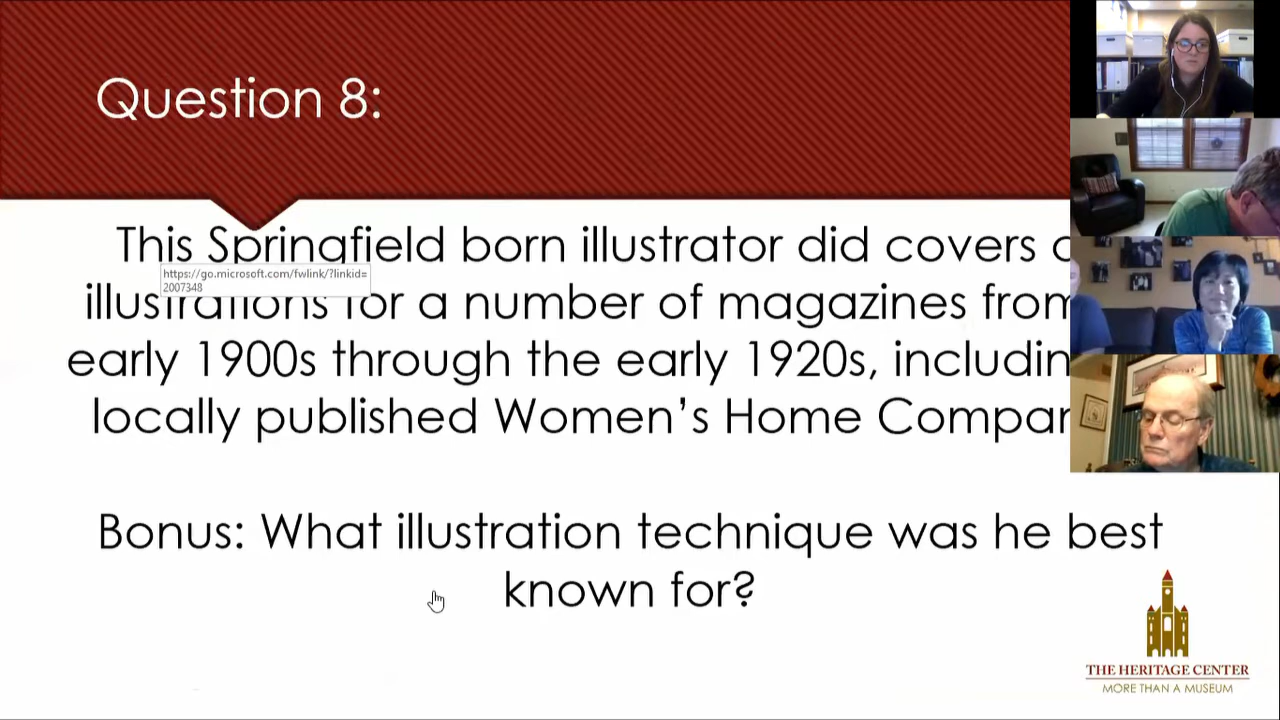 Question 8:
This Springfield born illustrator did covers
https://go.microsoft.com/fwlink/?linkid=
2007348
illustrations for a number of magazines from
early 1900s through the early 1920s, includin
locally published Women's Home Compan
Bonus: What illustration technique was he best
known for?
THE HERITAGE CENTER
MORE THAN A MUSEUM